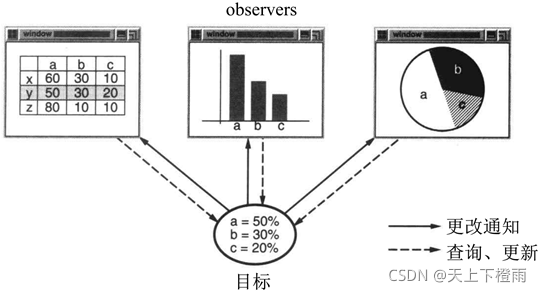 observers
window
window
window
a b c
x 60 30 10
y 50 30 20
z 80 10 10
a b c
a
b
c
a = 50%
b = 30%
c = 20%
目标
更改通知
查询、更新
CSDN @天上下橙雨